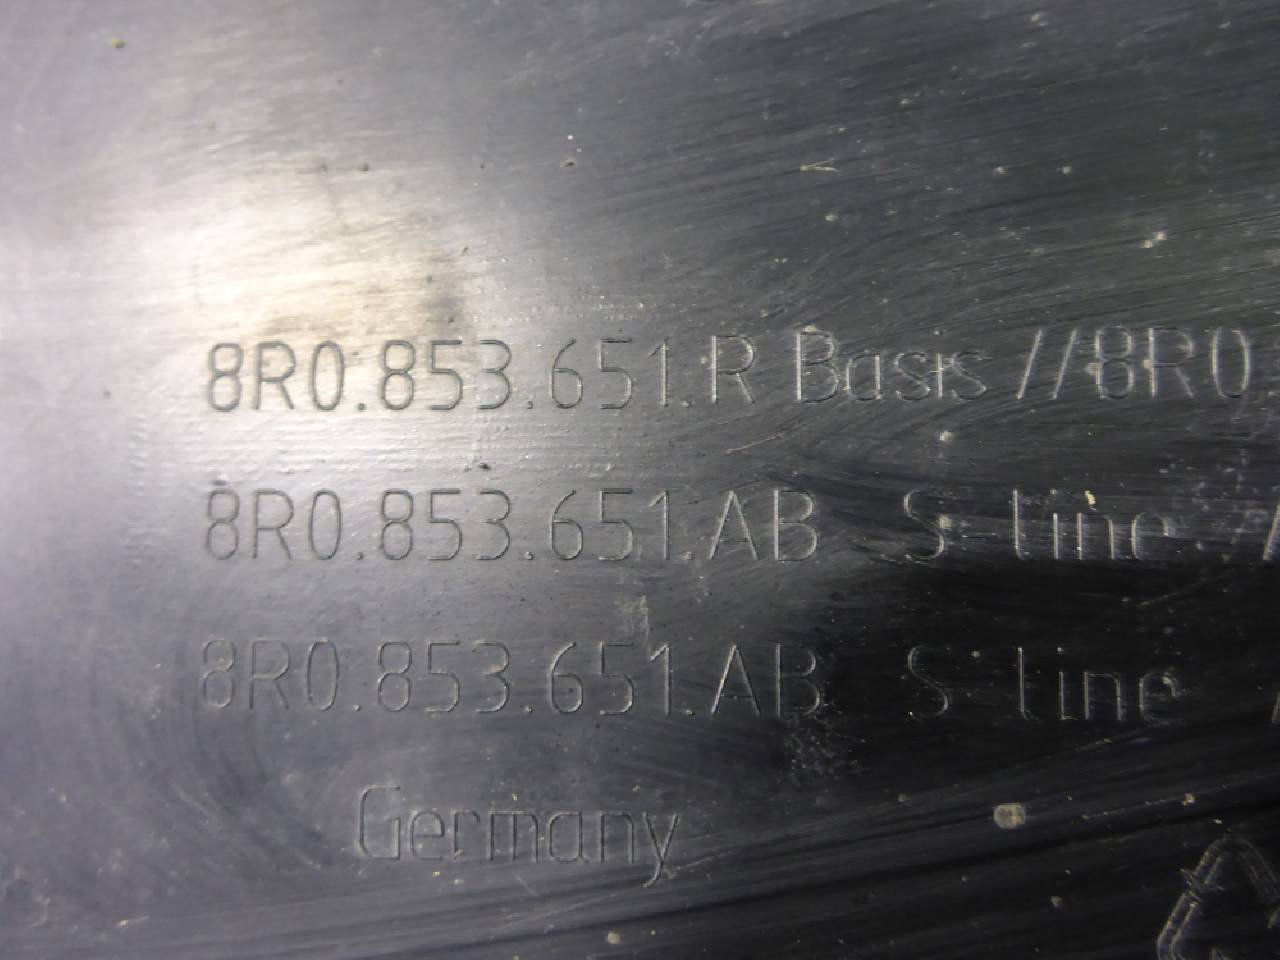 8R0.853.651.R Basis //8R0
8R0.853.651.AB S-line /
8R0.853.651.AB S-line /
Germany